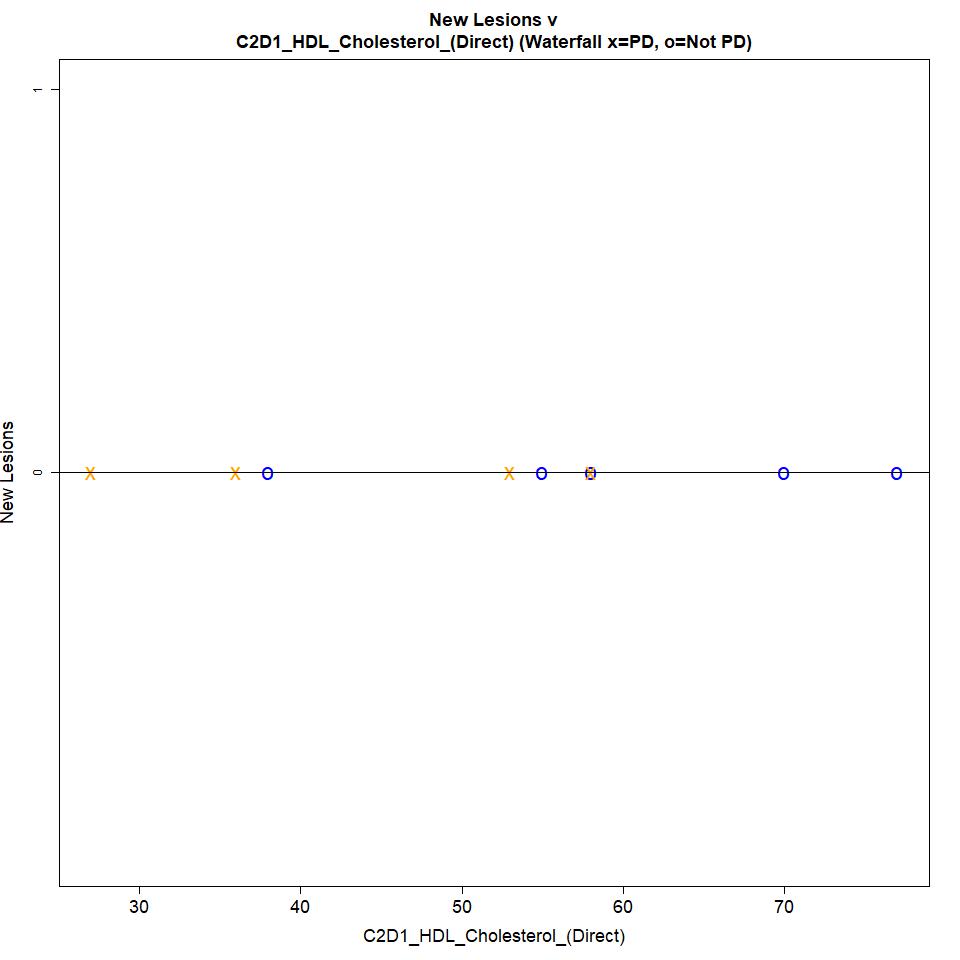 New Lesions v
C2D1_HDL_Cholesterol_(Direct) (Waterfall x=PD, o=Not PD)
1
New Lesions
0
x x o x o o x o o
30 40 50 60 70
C2D1_HDL_Cholesterol_(Direct)